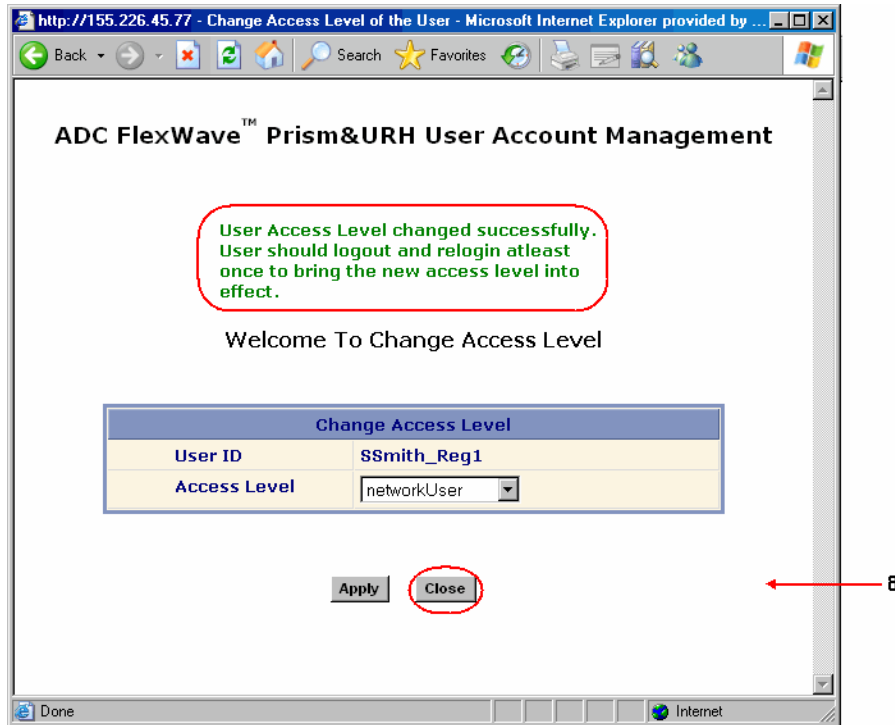 http://155.226.45.77 - Change Access Level of the User - Microsoft Internet Explorer provided by ...
Back Search Favorites
ADC FlexWave™ Prism&URH User Account Management
User Access Level changed successfully.
User should logout and relogin atleast
once to bring the new access level into
effect.
Welcome To Change Access Level
Change Access Level
User ID SSmith_Reg1
Access Level networkUser
Apply Close
8
Done Internet